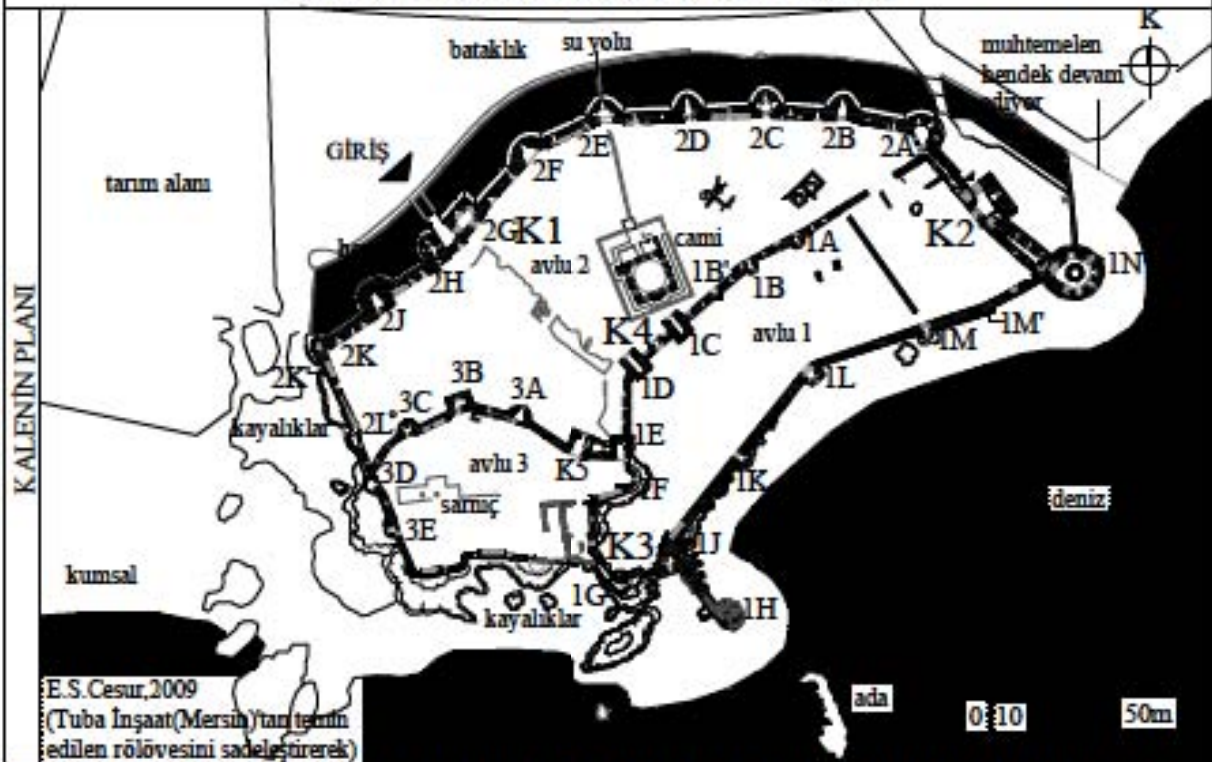 KALENİN PLANI
K
bataklık
su yolu
muhtemelen
hendek devam
ediyor
GİRİŞ
tarım alanı
2F
2E
2D
2C
2B
2A
2G
K1
K2
2H
avlu 2
cami
1A
1B'
1B
1N
2J
K4
1C
avlu 1
1M
1M'
2K
2K'
1D
1L
3B
3A
3C
2L
kayalıklar
1E
K5
avlu 3
3D
1F
1K
sarnıç
deniz
3E
K3
1J
kumsal
1G
1H
kayalıklar
ada
E.S.Cesur,2009
(Tuba İnşaat(Mersin)'tan temin
edilen rölövesini sadeleştirerek)
0 10
50m